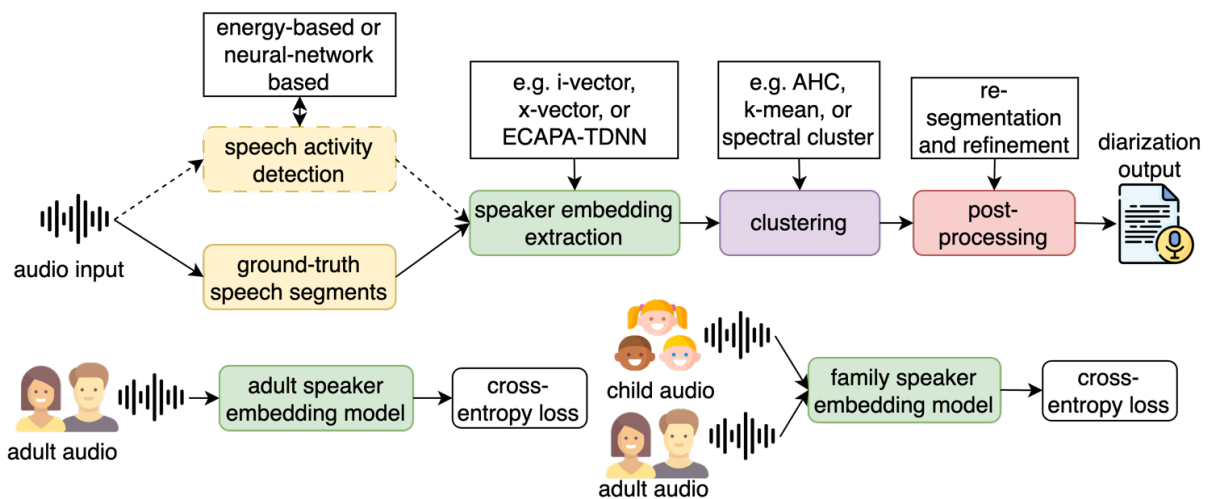 energy-based or
neural-network
based
e.g. i-vector,
x-vector, or
ECAPA-TDNN
e.g. AHC,
k-mean, or
spectral cluster
re-
segmentation
and refinement
diarization
output
speech activity
detection
audio input
ground-truth
speech segments
speaker embedding
extraction
clustering
post-
processing
adult audio
adult speaker
embedding model
cross-
entropy loss
child audio
adult audio
family speaker
embedding model
cross-
entropy loss